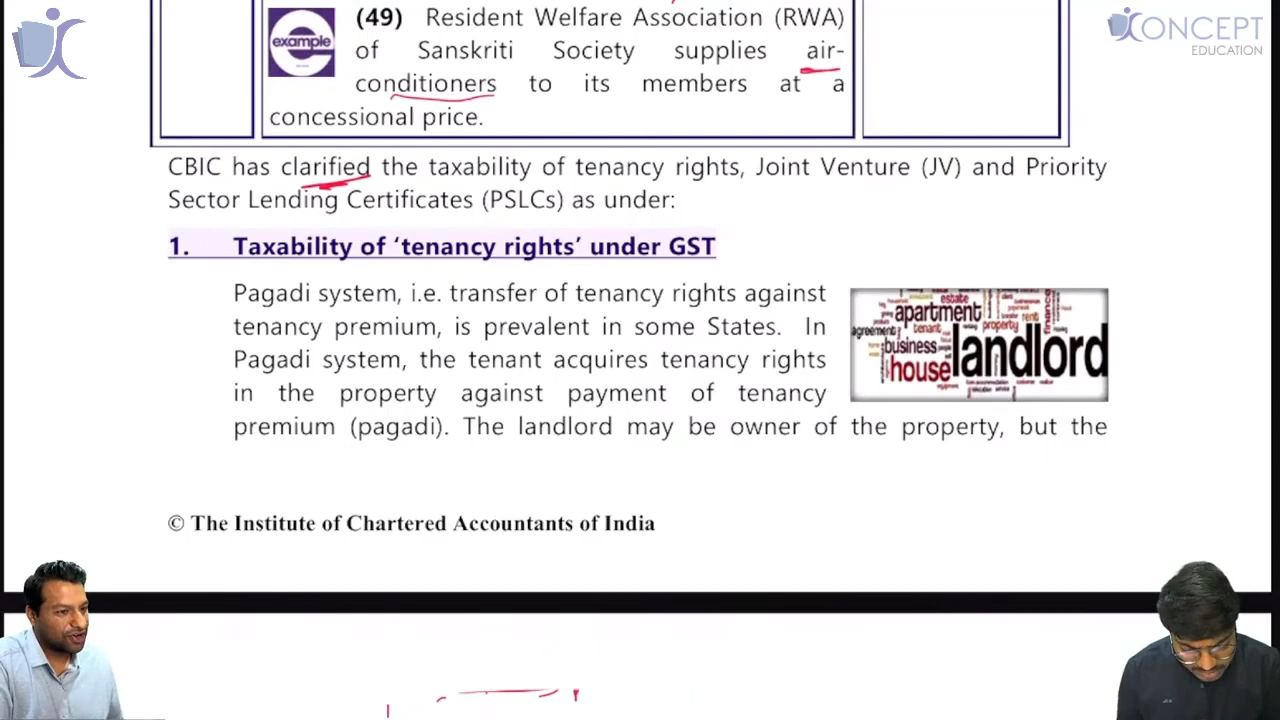 (49) Resident Welfare Association (RWA)
example
of Sanskriti Society supplies air-
conditioners to its members at a
concessional price.
CONCEPT
EDUCATION
CBIC has clarified the taxability of tenancy rights, Joint Venture (JV) and Priority
Sector Lending Certificates (PSLCs) as under:
1. Taxability of ‘tenancy rights’ under GST
Pagadi system, i.e. transfer of tenancy rights against
tenancy premium, is prevalent in some States. In
Pagadi system, the tenant acquires tenancy rights
in the property against payment of tenancy
premium (pagadi). The landlord may be owner of the property, but the
estate
apartment
agreement
tenant
rent
property
finance
business
house
landlord
© The Institute of Chartered Accountants of India